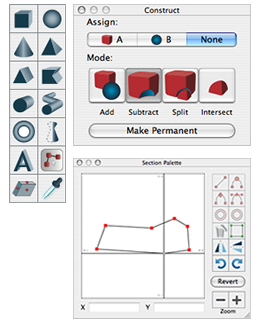 Construct
Assign:
A B None
Mode:
Add Subtract Split Intersect
Make Permanent
A
Section Palette
X Y
Revert
Zoom